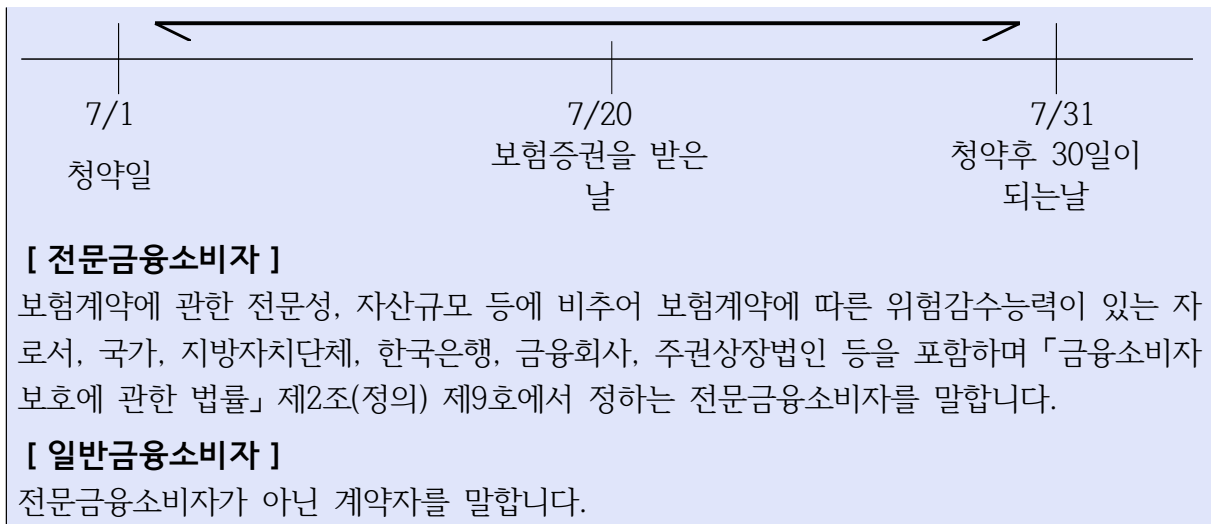 7/1 7/20 7/31
청약일 보험증권을 받은 날 청약후 30일이 되는날
[ 전문금융소비자 ]
보험계약에 관한 전문성, 자산규모 등에 비추어 보험계약에 따른 위험감수능력이 있는 자
로서, 국가, 지방자치단체, 한국은행, 금융회사, 주권상장법인 등을 포함하며 「금융소비자
보호에 관한 법률」 제2조(정의) 제9호에서 정하는 전문금융소비자를 말합니다.
[ 일반금융소비자 ]
전문금융소비자가 아닌 계약자를 말합니다.